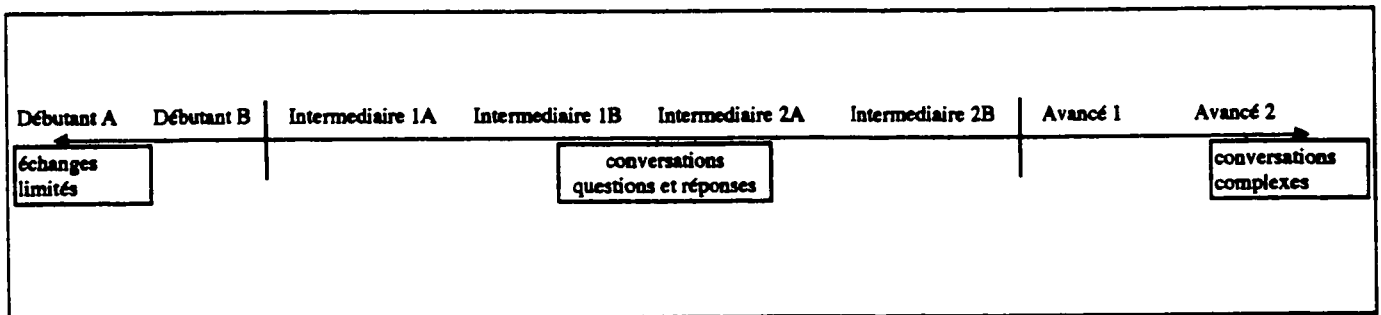 Débutant A Débutant B Intermediaire 1A Intermediaire 1B Intermediaire 2A Intermediaire 2B Avancé 1 Avancé 2
échanges
limités
conversations
questions et réponses
conversations
complexes